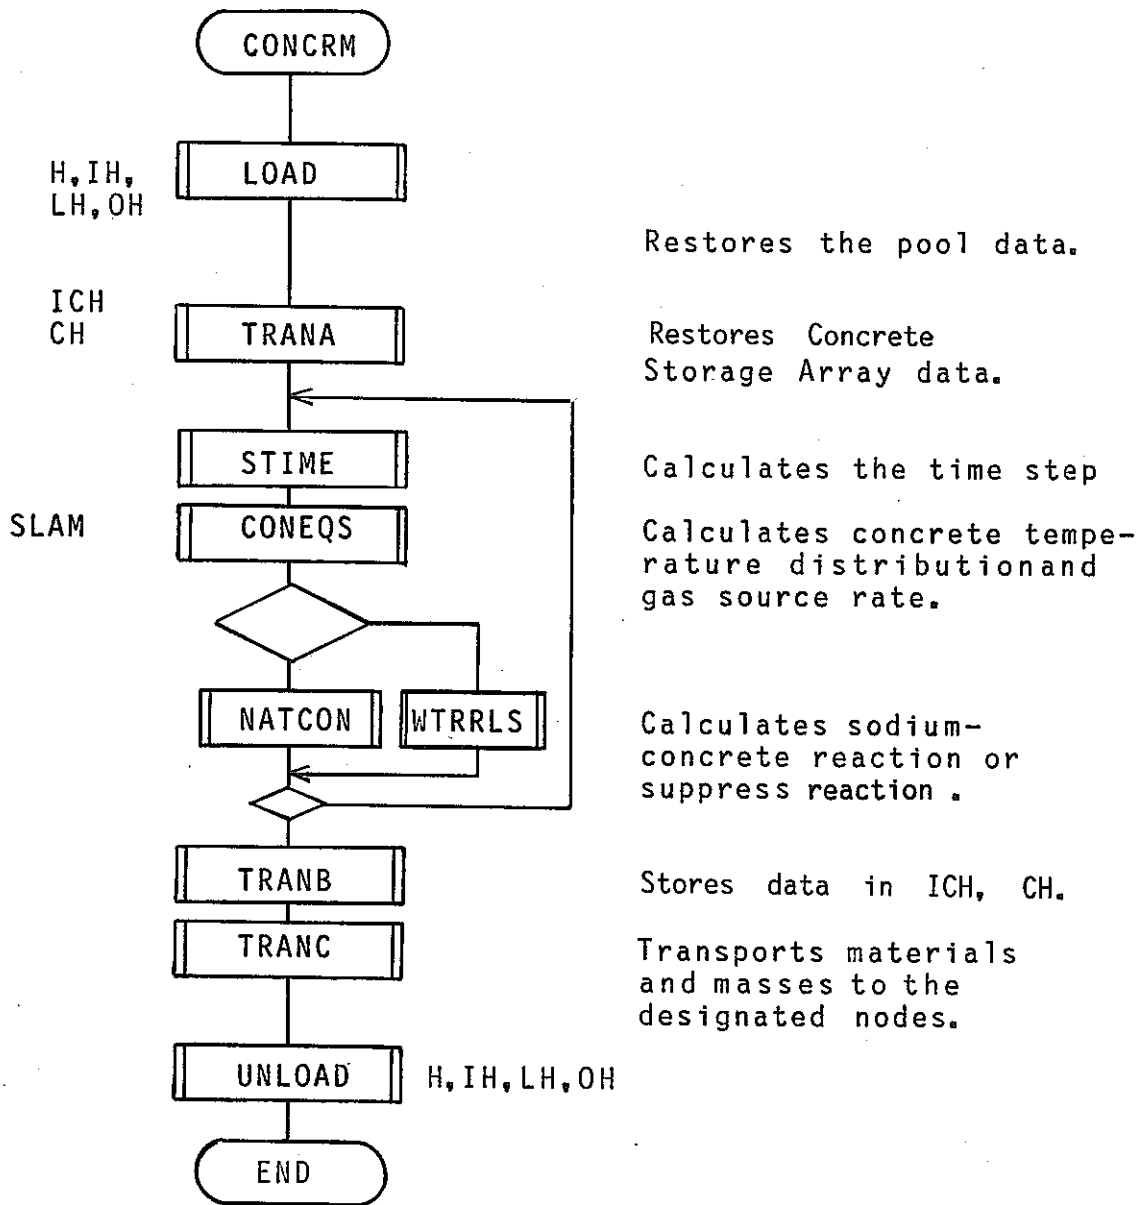 CONCRM
H,IH,
LH,OH
LOAD
Restores the pool data.
ICH
CH
TRANA
Restores Concrete
Storage Array data.
STIME
Calculates the time step
SLAM
CONEQS
Calculates concrete tempe-
rature distributionand
gas source rate.
NATCON
WTRRLS
Calculates sodium-
concrete reaction or
suppress reaction .
TRANB
Stores data in ICH, CH.
TRANC
Transports materials
and masses to the
designated nodes.
UNLOAD
H,IH,LH,OH
END